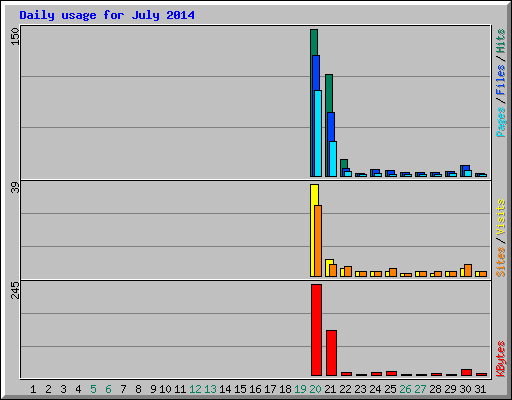 Daily usage for July 2014
150
Pages / Files / Hits
39
Sites / Visits
245
KBytes
1 2 3 4 5 6 7 8 9 10 11 12 13 14 15 16 17 18 19 20 21 22 23 24 25 26 27 28 29 30 31